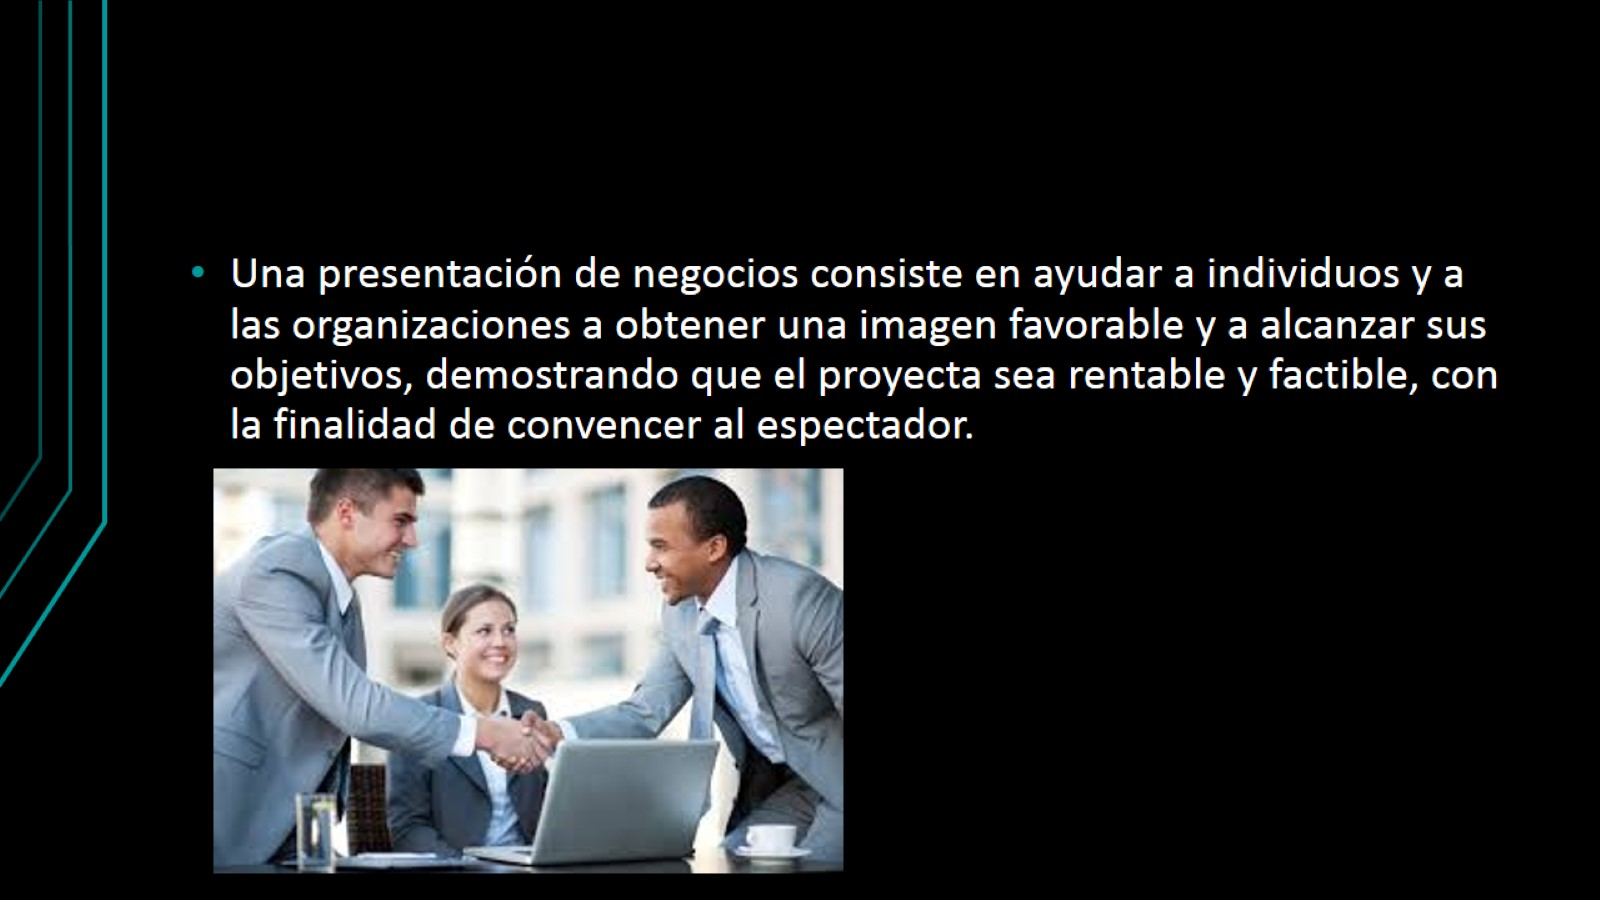 • Una presentación de negocios consiste en ayudar a individuos y a
las organizaciones a obtener una imagen favorable y a alcanzar sus
objetivos, demostrando que el proyecta sea rentable y factible, con
la finalidad de convencer al espectador.